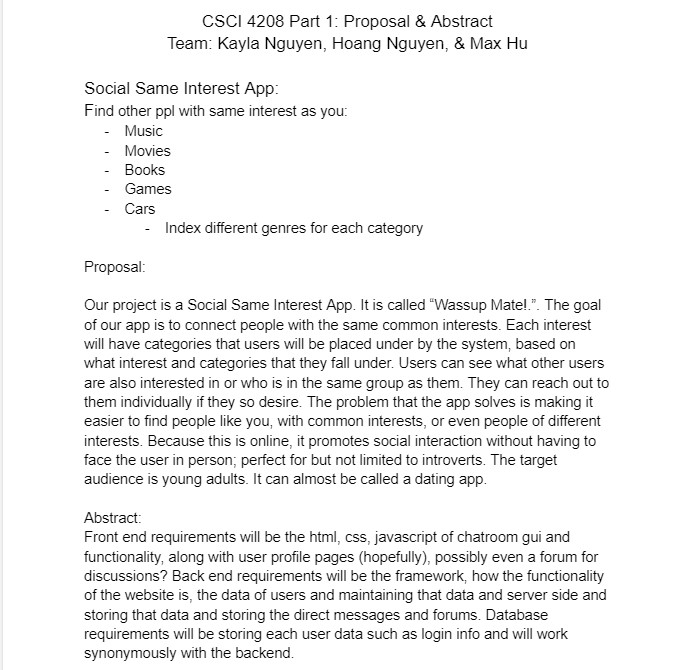 CSCI 4208 Part 1: Proposal & Abstract
Team: Kayla Nguyen, Hoang Nguyen, & Max Hu
Social Same Interest App:
Find other ppl with same interest as you:
- Music
- Movies
- Books
- Games
- Cars
- Index different genres for each category
Proposal:
Our project is a Social Same Interest App. It is called “Wassup Mate!.”. The goal
of our app is to connect people with the same common interests. Each interest
will have categories that users will be placed under by the system, based on
what interest and categories that they fall under. Users can see what other users
are also interested in or who is in the same group as them. They can reach out to
them individually if they so desire. The problem that the app solves is making it
easier to find people like you, with common interests, or even people of different
interests. Because this is online, it promotes social interaction without having to
face the user in person; perfect for but not limited to introverts. The target
audience is young adults. It can almost be called a dating app.
Abstract:
Front end requirements will be the html, css, javascript of chatroom gui and
functionality, along with user profile pages (hopefully), possibly even a forum for
discussions? Back end requirements will be the framework, how the functionality
of the website is, the data of users and maintaining that data and server side and
storing that data and storing the direct messages and forums. Database
requirements will be storing each user data such as login info and will work
synonymously with the backend.